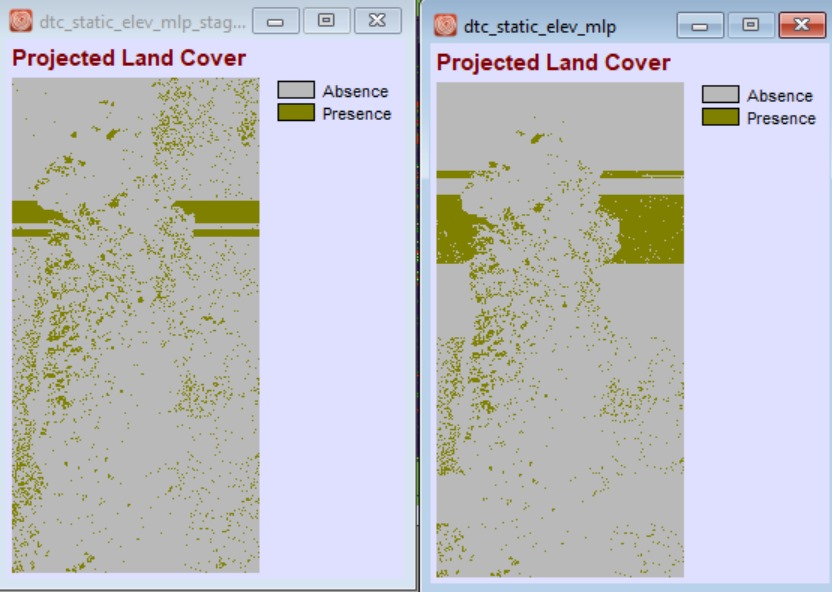 dtc_static_elev_mlp_stag...
Projected Land Cover
Absence
Presence
dtc_static_elev_mlp
Projected Land Cover
Absence
Presence